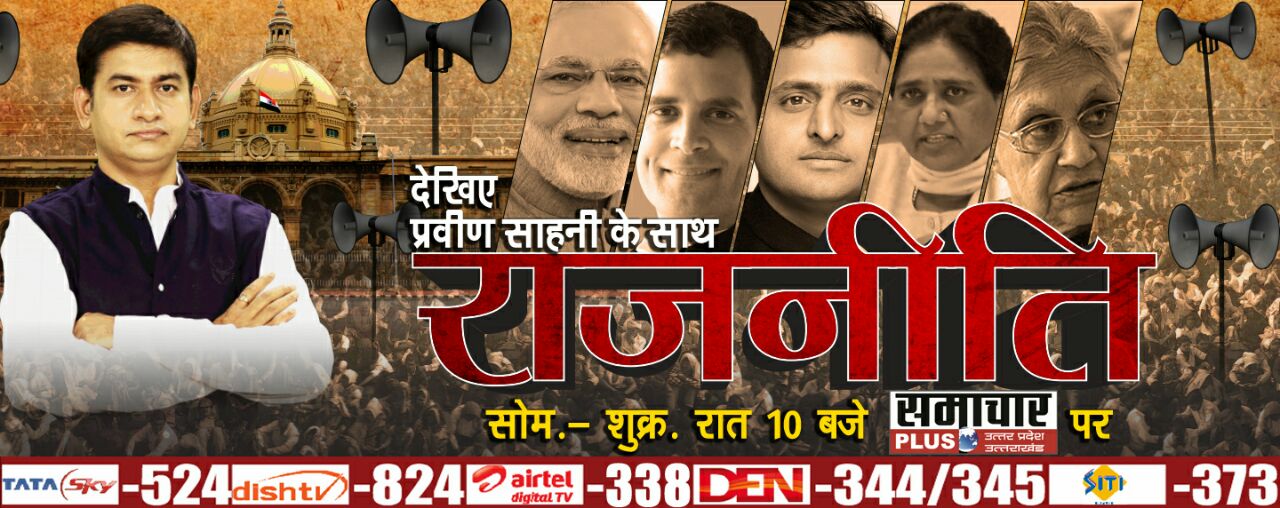 देखिए
प्रवीण साहनी के साथ
राजनीति
सोम.– शुक्र. रात 10 बजे समाचार PLUS उत्तर प्रदेश उत्तराखंड पर
TATA Sky -524 dishtv -824 airtel digital TV -338 DEN -344/345 SITI -373